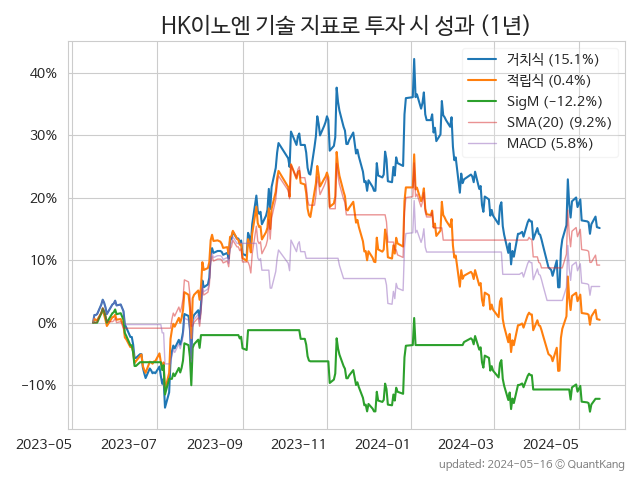 HK이노엔 기술 지표로 투자 시 성과 (1년)
거치식 (15.1%)
적립식 (0.4%)
SigM (−12.2%)
SMA(20) (9.2%)
MACD (5.8%)
40%
30%
20%
10%
0%
−10%
2023-05
2023-07
2023-09
2023-11
2024-01
2024-03
2024-05
updated: 2024-05-16 ⓒ QuantKang